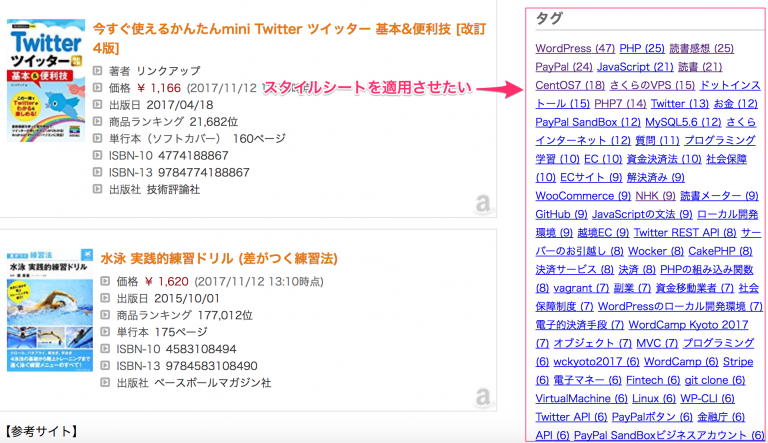 今すぐ使えるかんたんmini Twitter ツイッター 基本&便利技 [改訂
4版]
著者 リンクアップ
価格 ¥ 1,166 (2017/11/12 1
出版日 2017/04/18
商品ランキング 21,682位
単行本（ソフトカバー） 160ページ
ISBN-10 4774188867
ISBN-13 9784774188867
出版社 技術評論社
Twitter
ツイッター
基本&便利技
a
スタイルシートを適用させたい
水泳 実践的練習ドリル (差がつく練習法)
価格 ¥ 1,620 (2017/11/12 13:10時点)
出版日 2015/10/01
商品ランキング 177,012位
単行本 175ページ
ISBN-10 4583108494
ISBN-13 9784583108490
出版社 ベースボールマガジン社
差がつく練習法
水泳 実践的練習ドリル
a
【参考サイト】
タグ
WordPress (47) PHP (25) 読書感想 (25)
PayPal (24) JavaScript (21) 読書 (21)
CentOS7 (18) さくらのVPS (15) ドットインス
トール (15) PHP7 (14) Twitter (13) お金 (12)
PayPal SandBox (12) MySQL5.6 (12) さくら
インターネット (12) 質問 (11) プログラミング
学習 (10) EC (10) 資金決済法 (10) 社会保障
(10) ECサイト (9) 解決済み (9)
WooCommerce (9) NHK (9) 読書メーター (9)
GitHub (9) JavaScriptの文法 (9) ローカル開発
環境 (9) 越境EC (9) Twitter REST API (8) サー
バーのお引越し (8) Wocker (8) CakePHP (8)
決済サービス (8) 決済 (8) PHPの組み込み関数
(8) vagrant (7) 副業 (7) 資金移動業者 (7) 社会
保障制度 (7) WordPressのローカル開発環境 (7)
電子的決済手段 (7) WordCamp Kyoto 2017
(7) オブジェクト (7) MVC (7) プログラミング
(6) wckyoto2017 (6) WordCamp (6) Stripe
(6) 電子マネー (6) Fintech (6) git clone (6)
VirtualMachine (6) Linux (6) WP-CLI (6)
Twitter API (6) PayPalボタン (6) 金融庁 (6)
API (6) PayPal SandBoxビジネスアカウント (6)